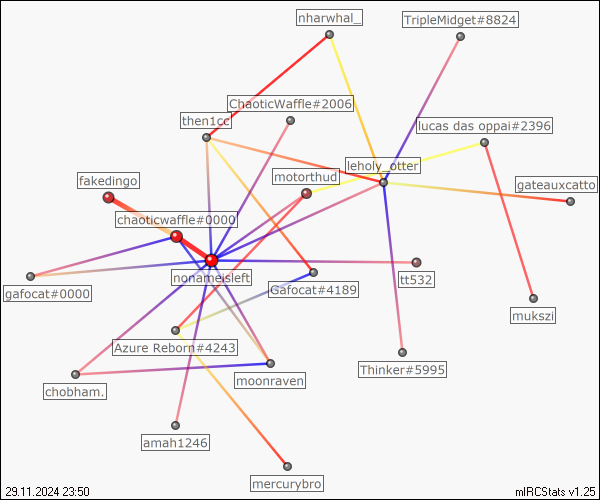 nharwhal_
TripleMidget#8824
ChaoticWaffle#2006
then1cc
lucas das oppai#2396
leholy_otter
motorthud
fakedingo
gateauxcatto
chaoticwaffle#0000
nonameisleft
tt532
gafocat#0000
Gafocat#4189
mukszi
Azure Reborn#4243
Thinker#5995
moonraven
chobham.
amah1246
mercurybro
29.11.2024 23:50
mIRCStats v1.25